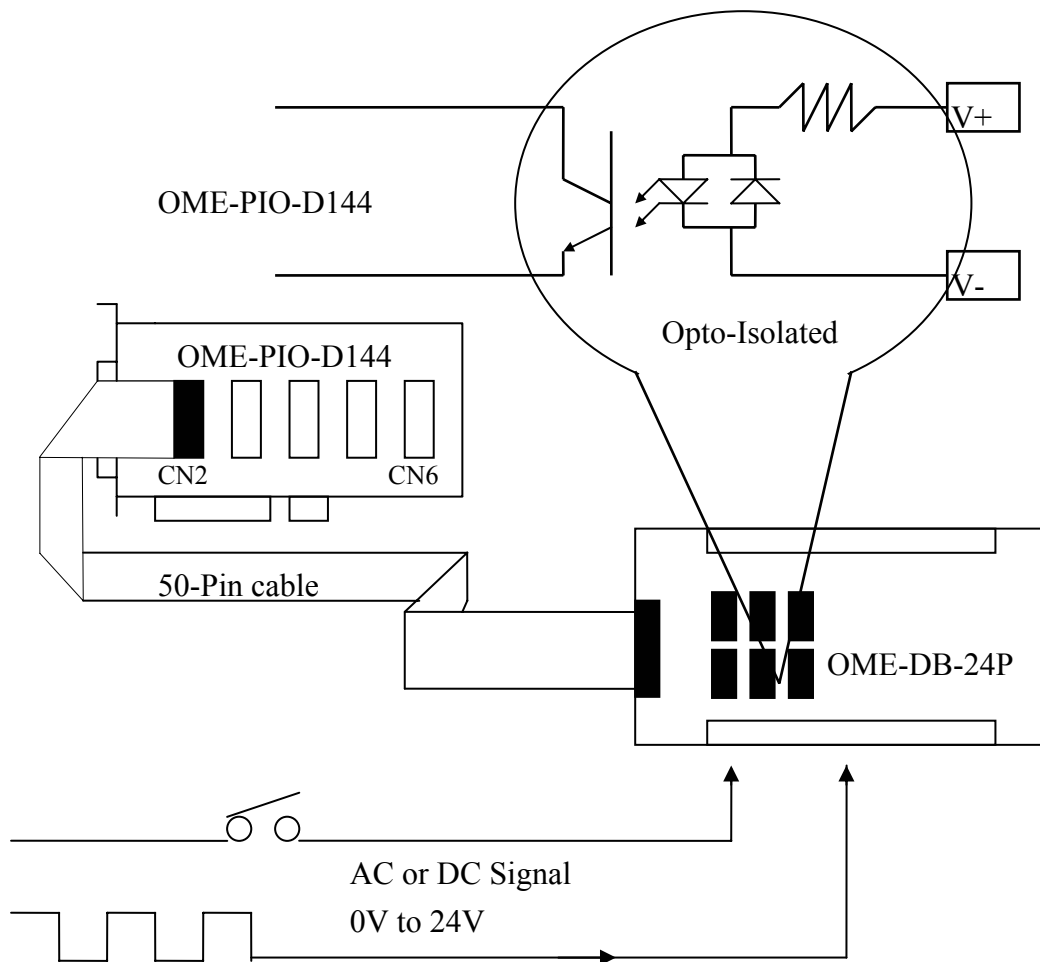 V+
OME-PIO-D144
V-
Opto-Isolated
OME-PIO-D144
CN2
CN6
50-Pin cable
OME-DB-24P
AC or DC Signal
0V to 24V